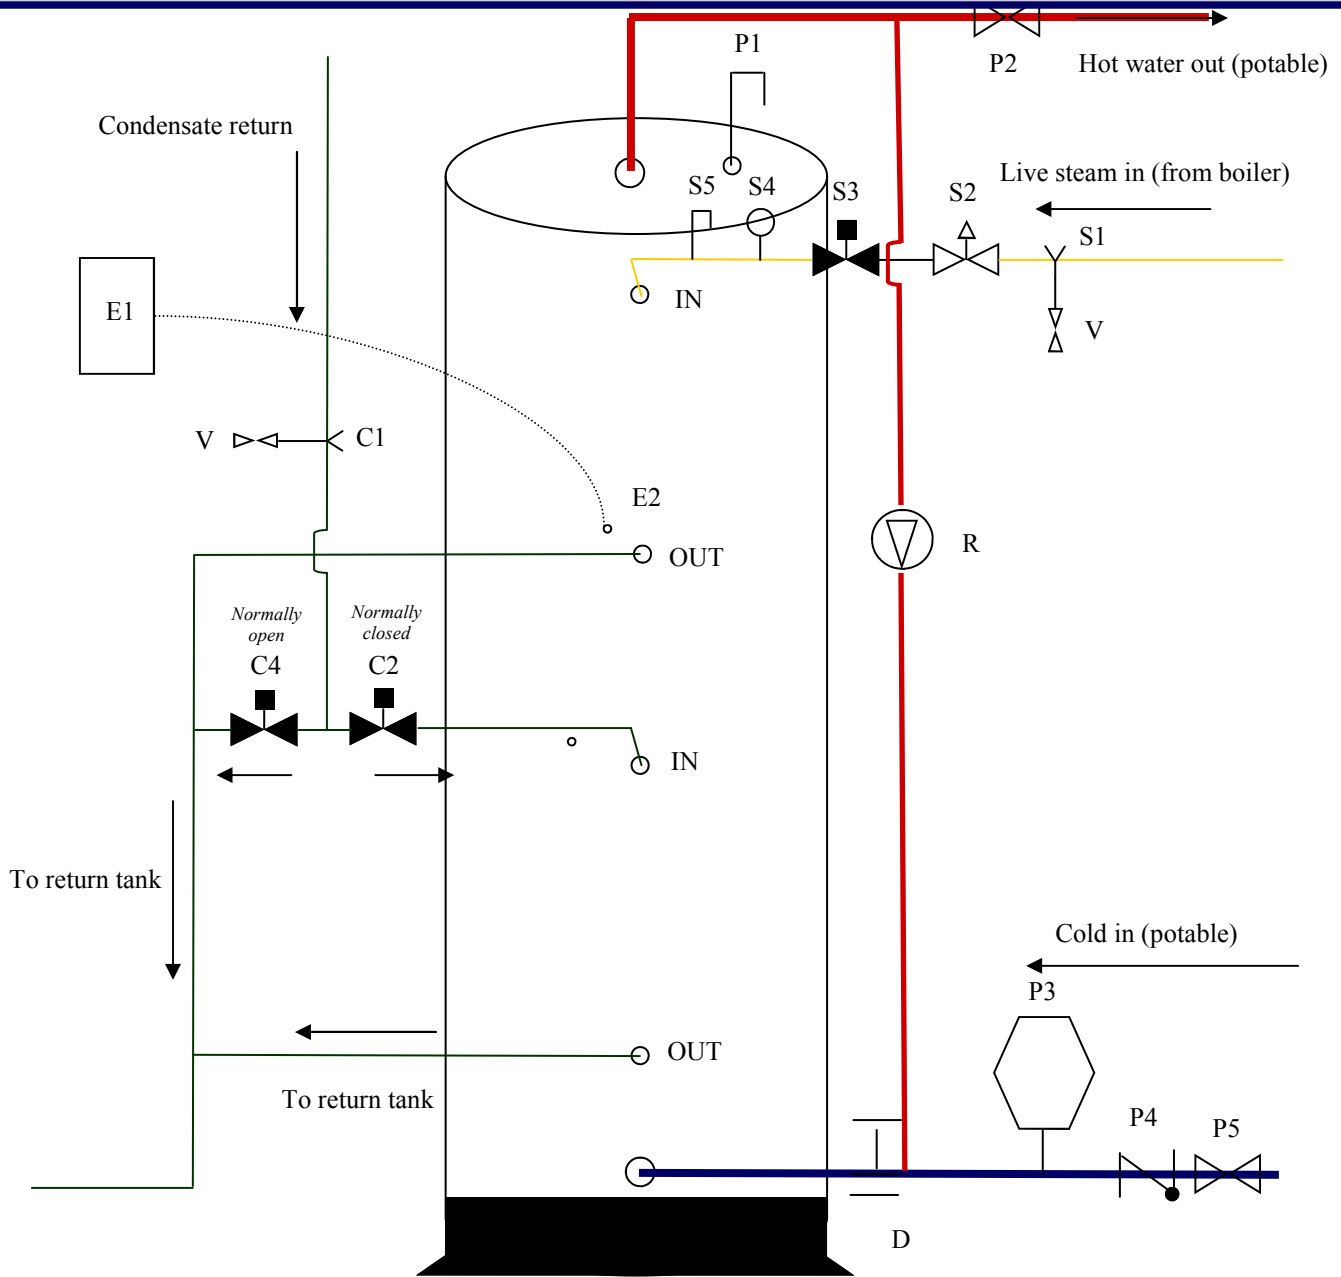 P1
P2
Hot water out (potable)
Condensate return
Live steam in (from boiler)
S5
S4
S3
S2
S1
E1
IN
V
V
C1
E2
OUT
R
Normally
open
C4
Normally
closed
C2
IN
To return tank
Cold in (potable)
P3
OUT
To return tank
P4
P5
D